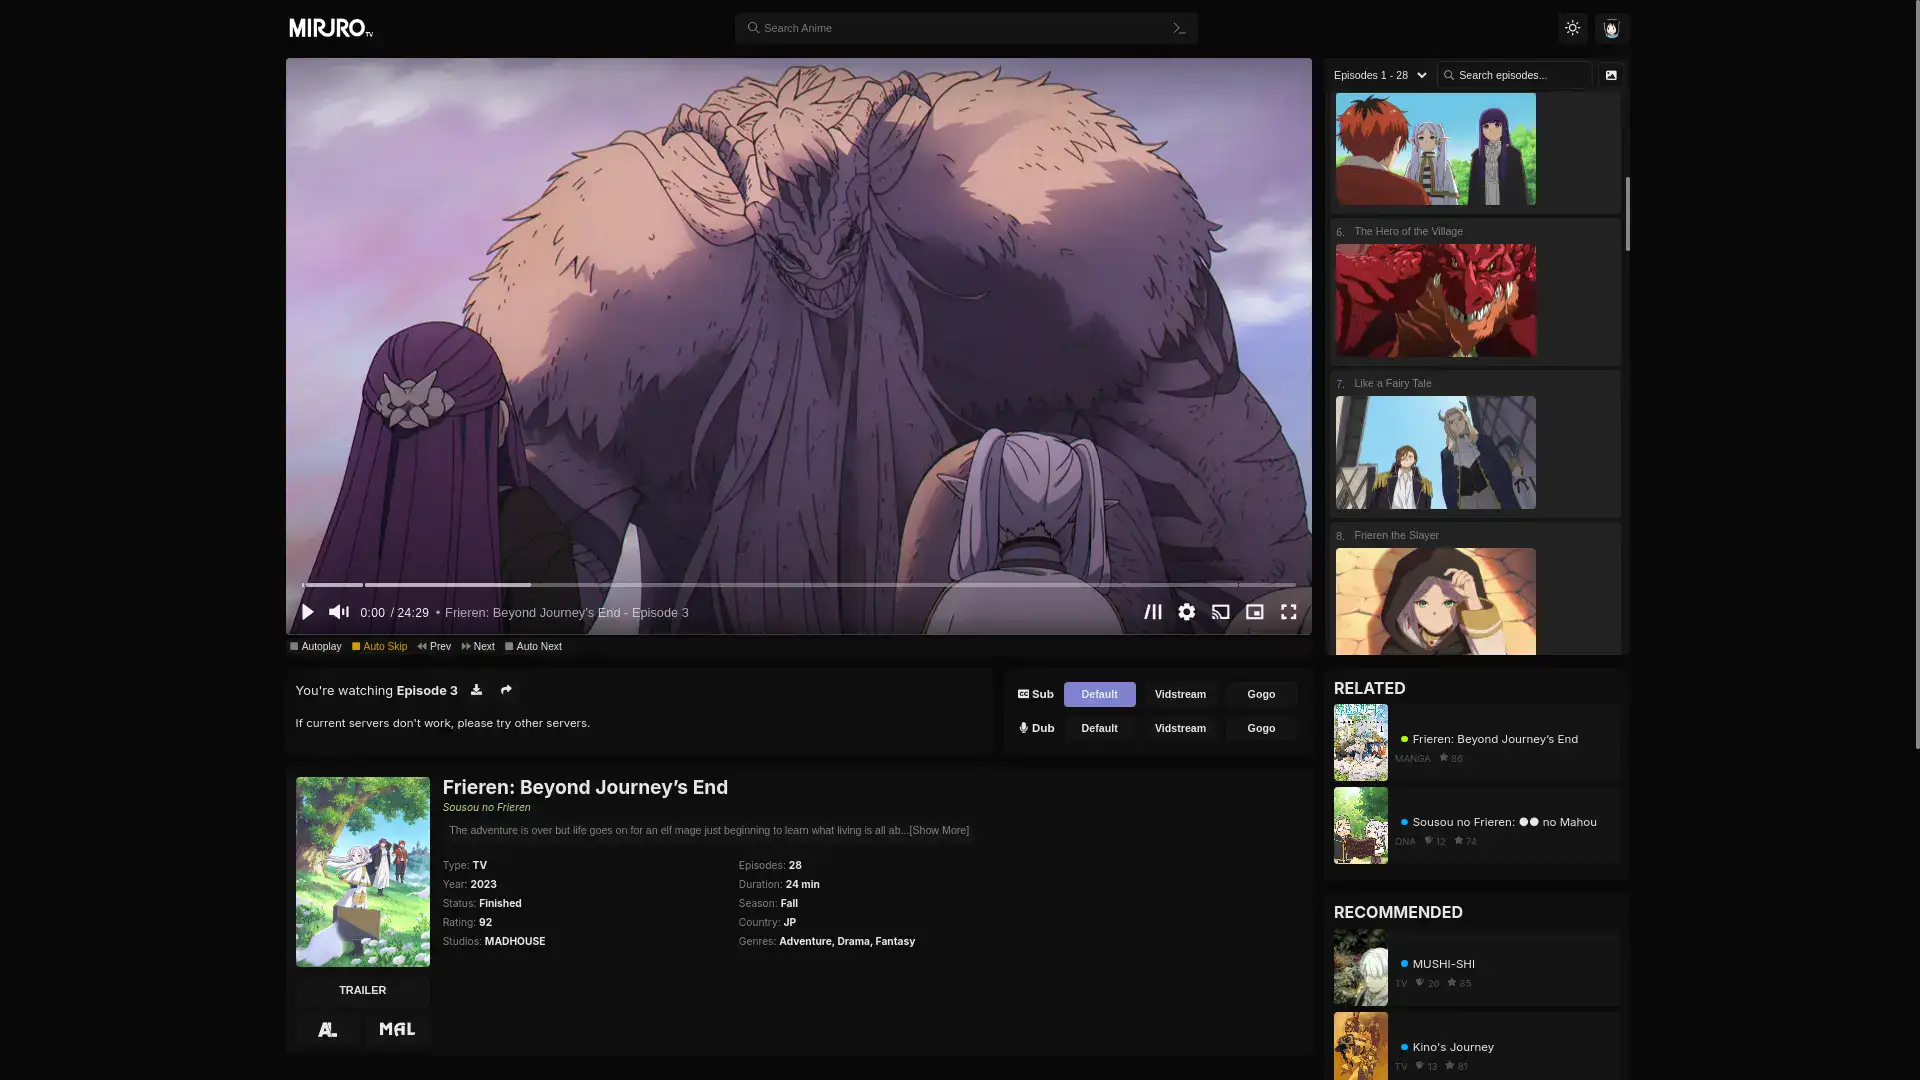 MIRURO TV
Search Anime
Episodes 1 - 28
Search episodes...
6. The Hero of the Village
7. Like a Fairy Tale
8. Frieren the Slayer
0:00 / 24:29 • Frieren: Beyond Journey's End - Episode 3
Autoplay Auto Skip Prev Next Auto Next
You're watching Episode 3
If current servers don't work, please try other servers.
Sub Default Vidstream Gogo
Dub Default Vidstream Gogo
Frieren: Beyond Journey’s End
Sousou no Frieren
The adventure is over but life goes on for an elf mage just beginning to learn what living is all ab...[Show More]
Type: TV
Year: 2023
Status: Finished
Rating: 92
Studios: MADHOUSE
Episodes: 28
Duration: 24 min
Season: Fall
Country: JP
Genres: Adventure, Drama, Fantasy
TRAILER
AL
MAL
RELATED
Frieren: Beyond Journey’s End
MANGA 86
Sousou no Frieren: ●● no Mahou
ONA 12 74
RECOMMENDED
MUSHI-SHI
TV 26 85
Kino's Journey
TV 13 81